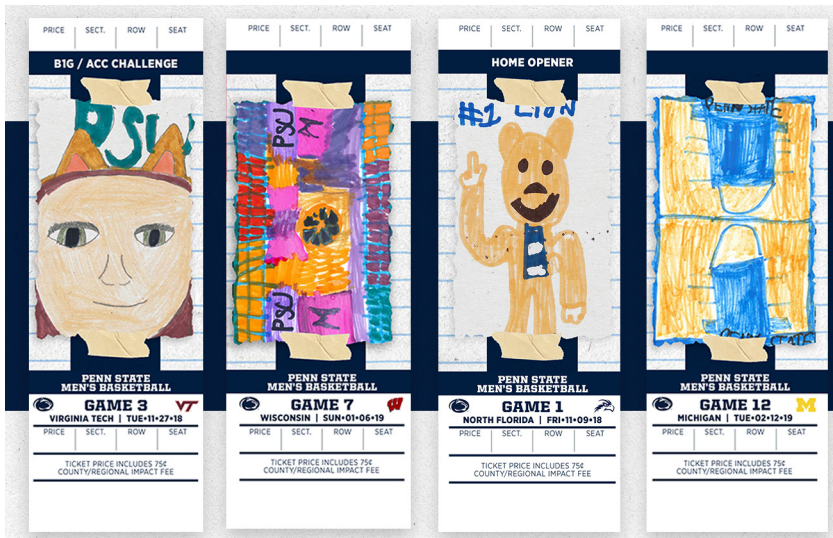 PRICE SECT. ROW SEAT
B1G / ACC CHALLENGE
PSU
PENN STATE
MEN'S BASKETBALL
GAME 3 VT
VIRGINIA TECH | TUE•11•27•18
PRICE SECT. ROW SEAT
TICKET PRICE INCLUDES 75¢
COUNTY/REGIONAL IMPACT FEE
PRICE SECT. ROW SEAT
PSU M
PSU M
PENN STATE
MEN'S BASKETBALL
GAME 7 W
WISCONSIN | SUN•01•06•19
PRICE SECT. ROW SEAT
TICKET PRICE INCLUDES 75¢
COUNTY/REGIONAL IMPACT FEE
PRICE SECT. ROW SEAT
HOME OPENER
#1 LION
PENN STATE
MEN'S BASKETBALL
GAME 1
NORTH FLORIDA | FRI•11•09•18
PRICE SECT. ROW SEAT
TICKET PRICE INCLUDES 75¢
COUNTY/REGIONAL IMPACT FEE
PRICE SECT. ROW SEAT
PENN STATE
PENN STATE
PENN STATE
MEN'S BASKETBALL
GAME 12 M
MICHIGAN | TUE•02•12•19
PRICE SECT. ROW SEAT
TICKET PRICE INCLUDES 75¢
COUNTY/REGIONAL IMPACT FEE